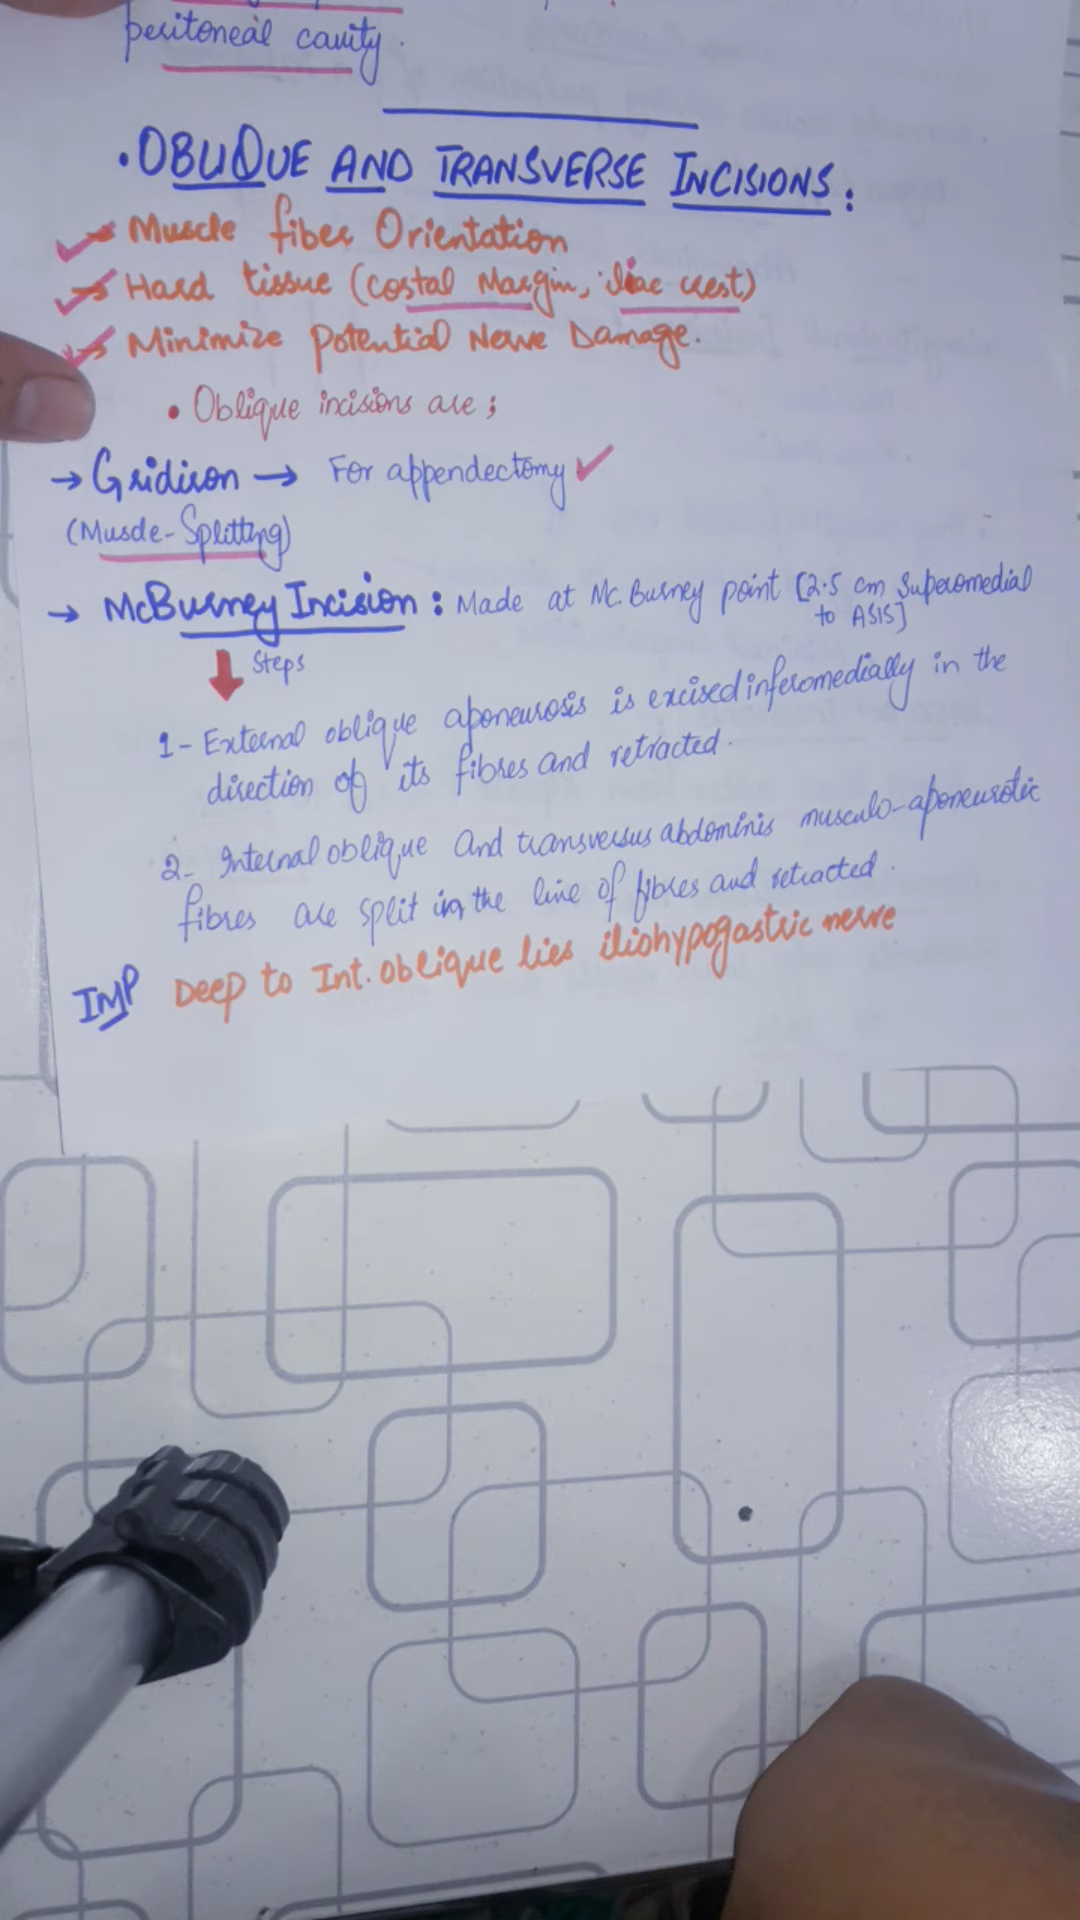 peritoneal cavity.
• OBLIQUE AND TRANSVERSE INCISIONS:
→ Muscle fiber Orientation
→ Hard tissue (costal Margin, iliac crest)
→ Minimize Potential Nerve Damage.
• Oblique incisions are;
→ Gridiron → For appendectomy ✓
(Muscle-Splitting)
→ McBurney Incision: Made at Mc.Burney point [2.5 cm Superomedial
to ASIS]
Steps
1- External oblique aponeurosis is excised inferomedially in the
direction of its fibres and retracted.
2- Internal oblique and transversus abdominis musculo-aponeurotic
fibres are split in the line of fibres and retracted.
IMP Deep to Int. oblique lies iliohypogastric nerve